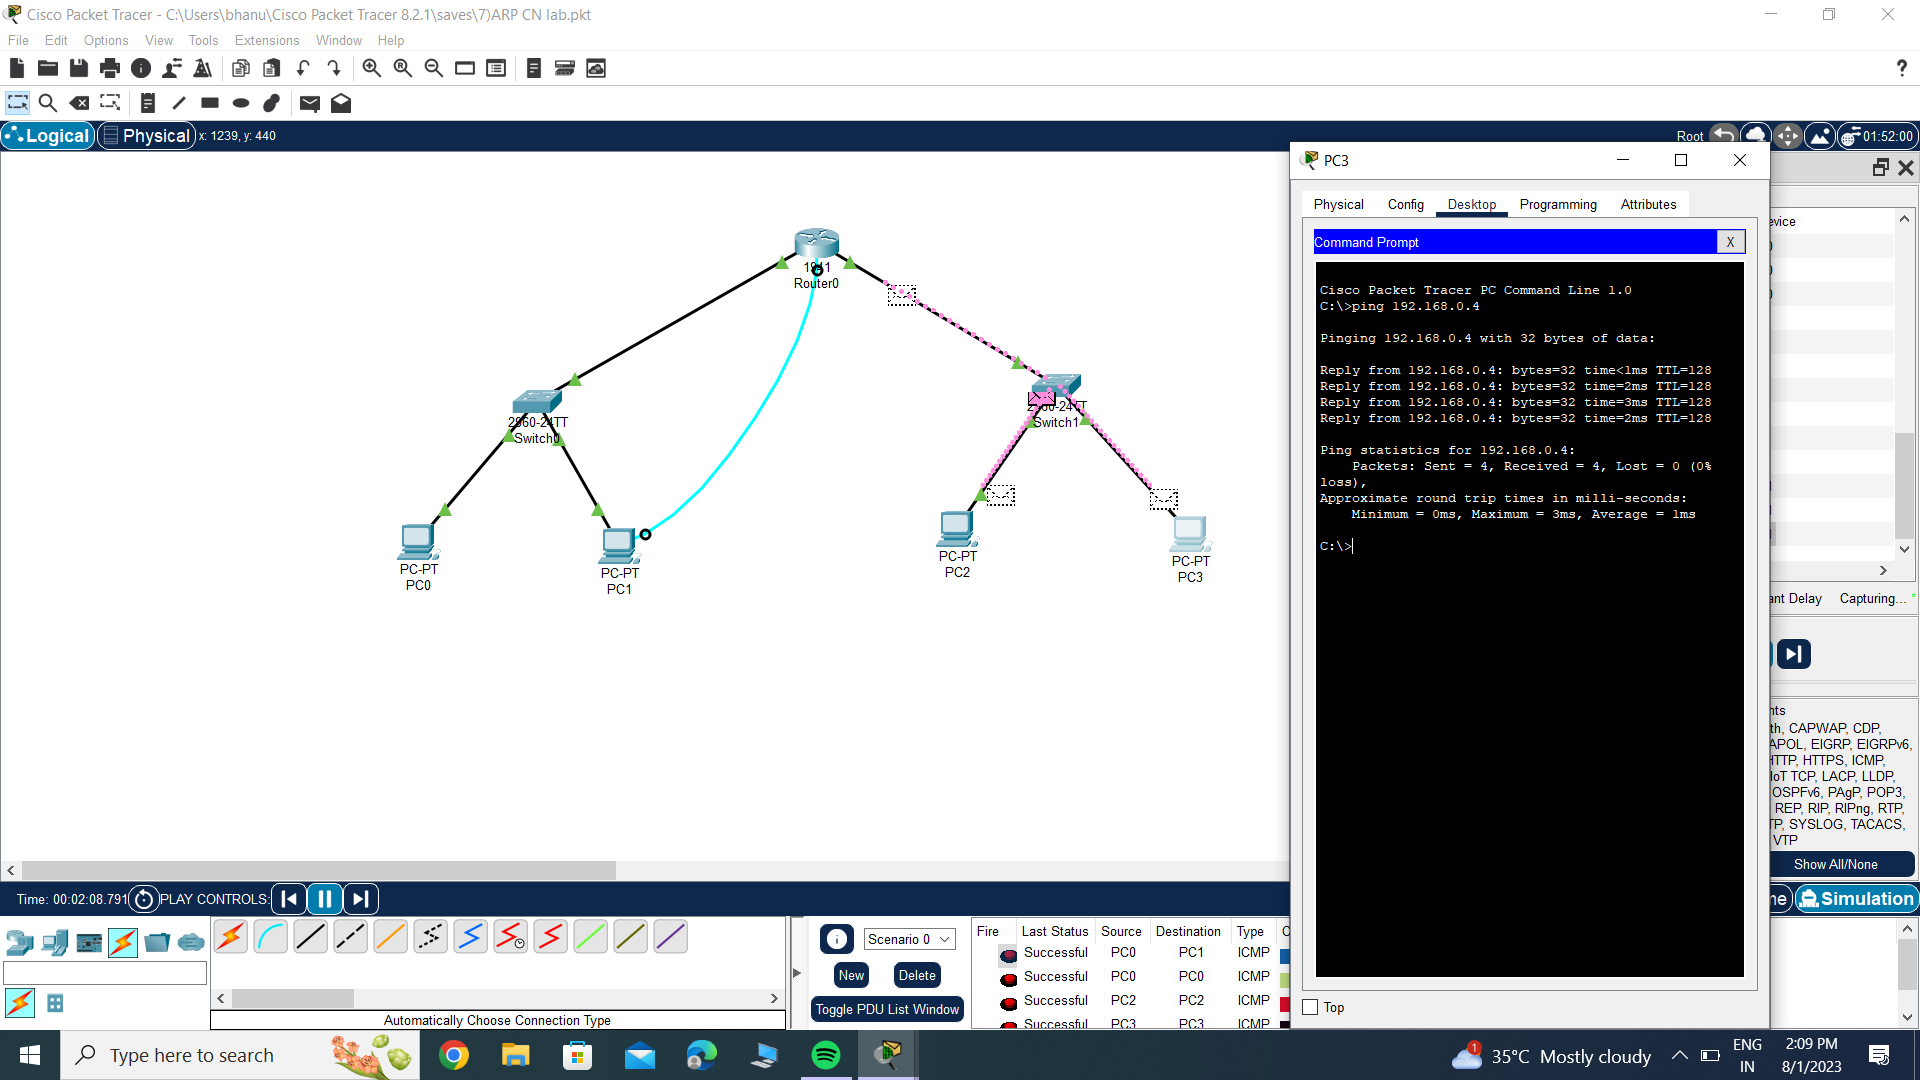 Cisco Packet Tracer - C:\Users\bhanu\Cisco Packet Tracer 8.2.1\saves\7)ARP CN lab.pkt
File Edit Options View Tools Extensions Window Help
?
Logical Physical x: 1239, y: 440
Root 01:52:00
1941
Router0
2960-24TT
Switch0
Switch1
PC-PT
PC0
PC-PT
PC1
PC-PT
PC2
PC-PT
PC3
PC3
Physical Config Desktop Programming Attributes
Command Prompt X
Cisco Packet Tracer PC Command Line 1.0
C:\>ping 192.168.0.4
Pinging 192.168.0.4 with 32 bytes of data:
Reply from 192.168.0.4: bytes=32 time<1ms TTL=128
Reply from 192.168.0.4: bytes=32 time=2ms TTL=128
Reply from 192.168.0.4: bytes=32 time=3ms TTL=128
Reply from 192.168.0.4: bytes=32 time=2ms TTL=128
Ping statistics for 192.168.0.4:
Packets: Sent = 4, Received = 4, Lost = 0 (0%
loss),
Approximate round trip times in milli-seconds:
Minimum = 0ms, Maximum = 3ms, Average = 1ms
C:\>
Top
evice
ant Delay Capturing...
nts
th, CAPWAP, CDP,
APOL, EIGRP, EIGRPv6,
HTTP, HTTPS, ICMP,
IoT TCP, LACP, LLDP,
OSPFv6, PAgP, POP3,
REP, RIP, RIPng, RTP,
TP, SYSLOG, TACACS,
VTP
Show All/None
me Simulation
Time: 00:02:08.791 PLAY CONTROLS:
Automatically Choose Connection Type
Scenario 0
New Delete
Toggle PDU List Window
Fire Last Status Source Destination Type
Successful PC0 PC1 ICMP
Successful PC0 PC0 ICMP
Successful PC2 PC2 ICMP
Successful PC3 PC3 ICMP
Type here to search
1
35°C Mostly cloudy
ENG
IN
2:09 PM
8/1/2023